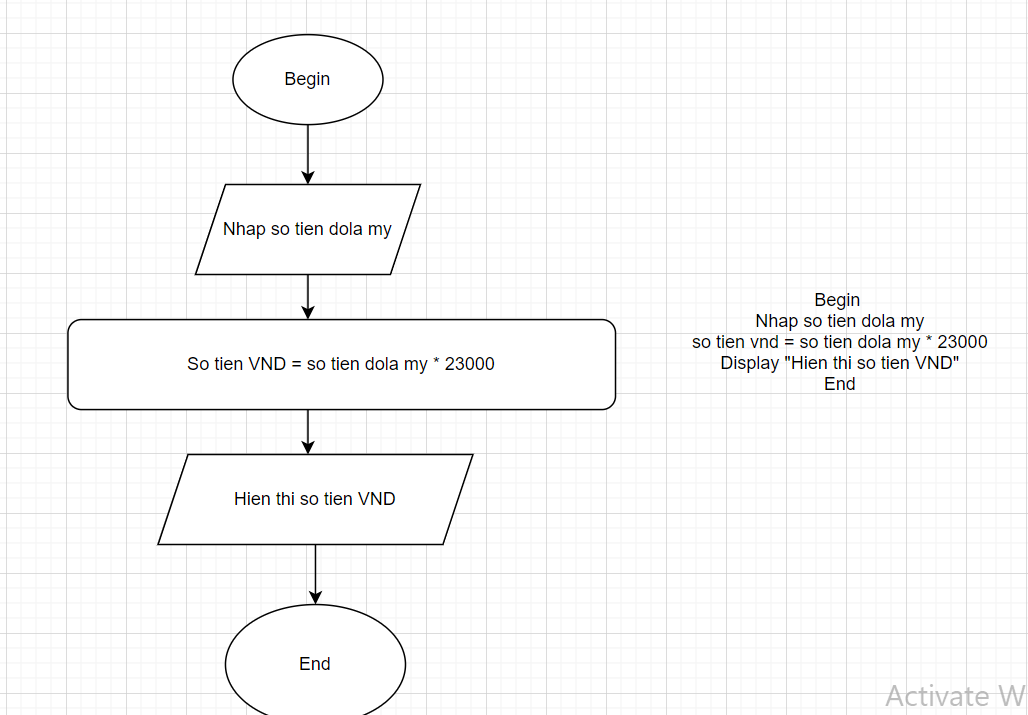 Begin
Nhap so tien dola my
So tien VND = so tien dola my * 23000
Hien thi so tien VND
End
Begin
Nhap so tien dola my
so tien vnd = so tien dola my * 23000
Display "Hien thi so tien VND"
End
Activate W